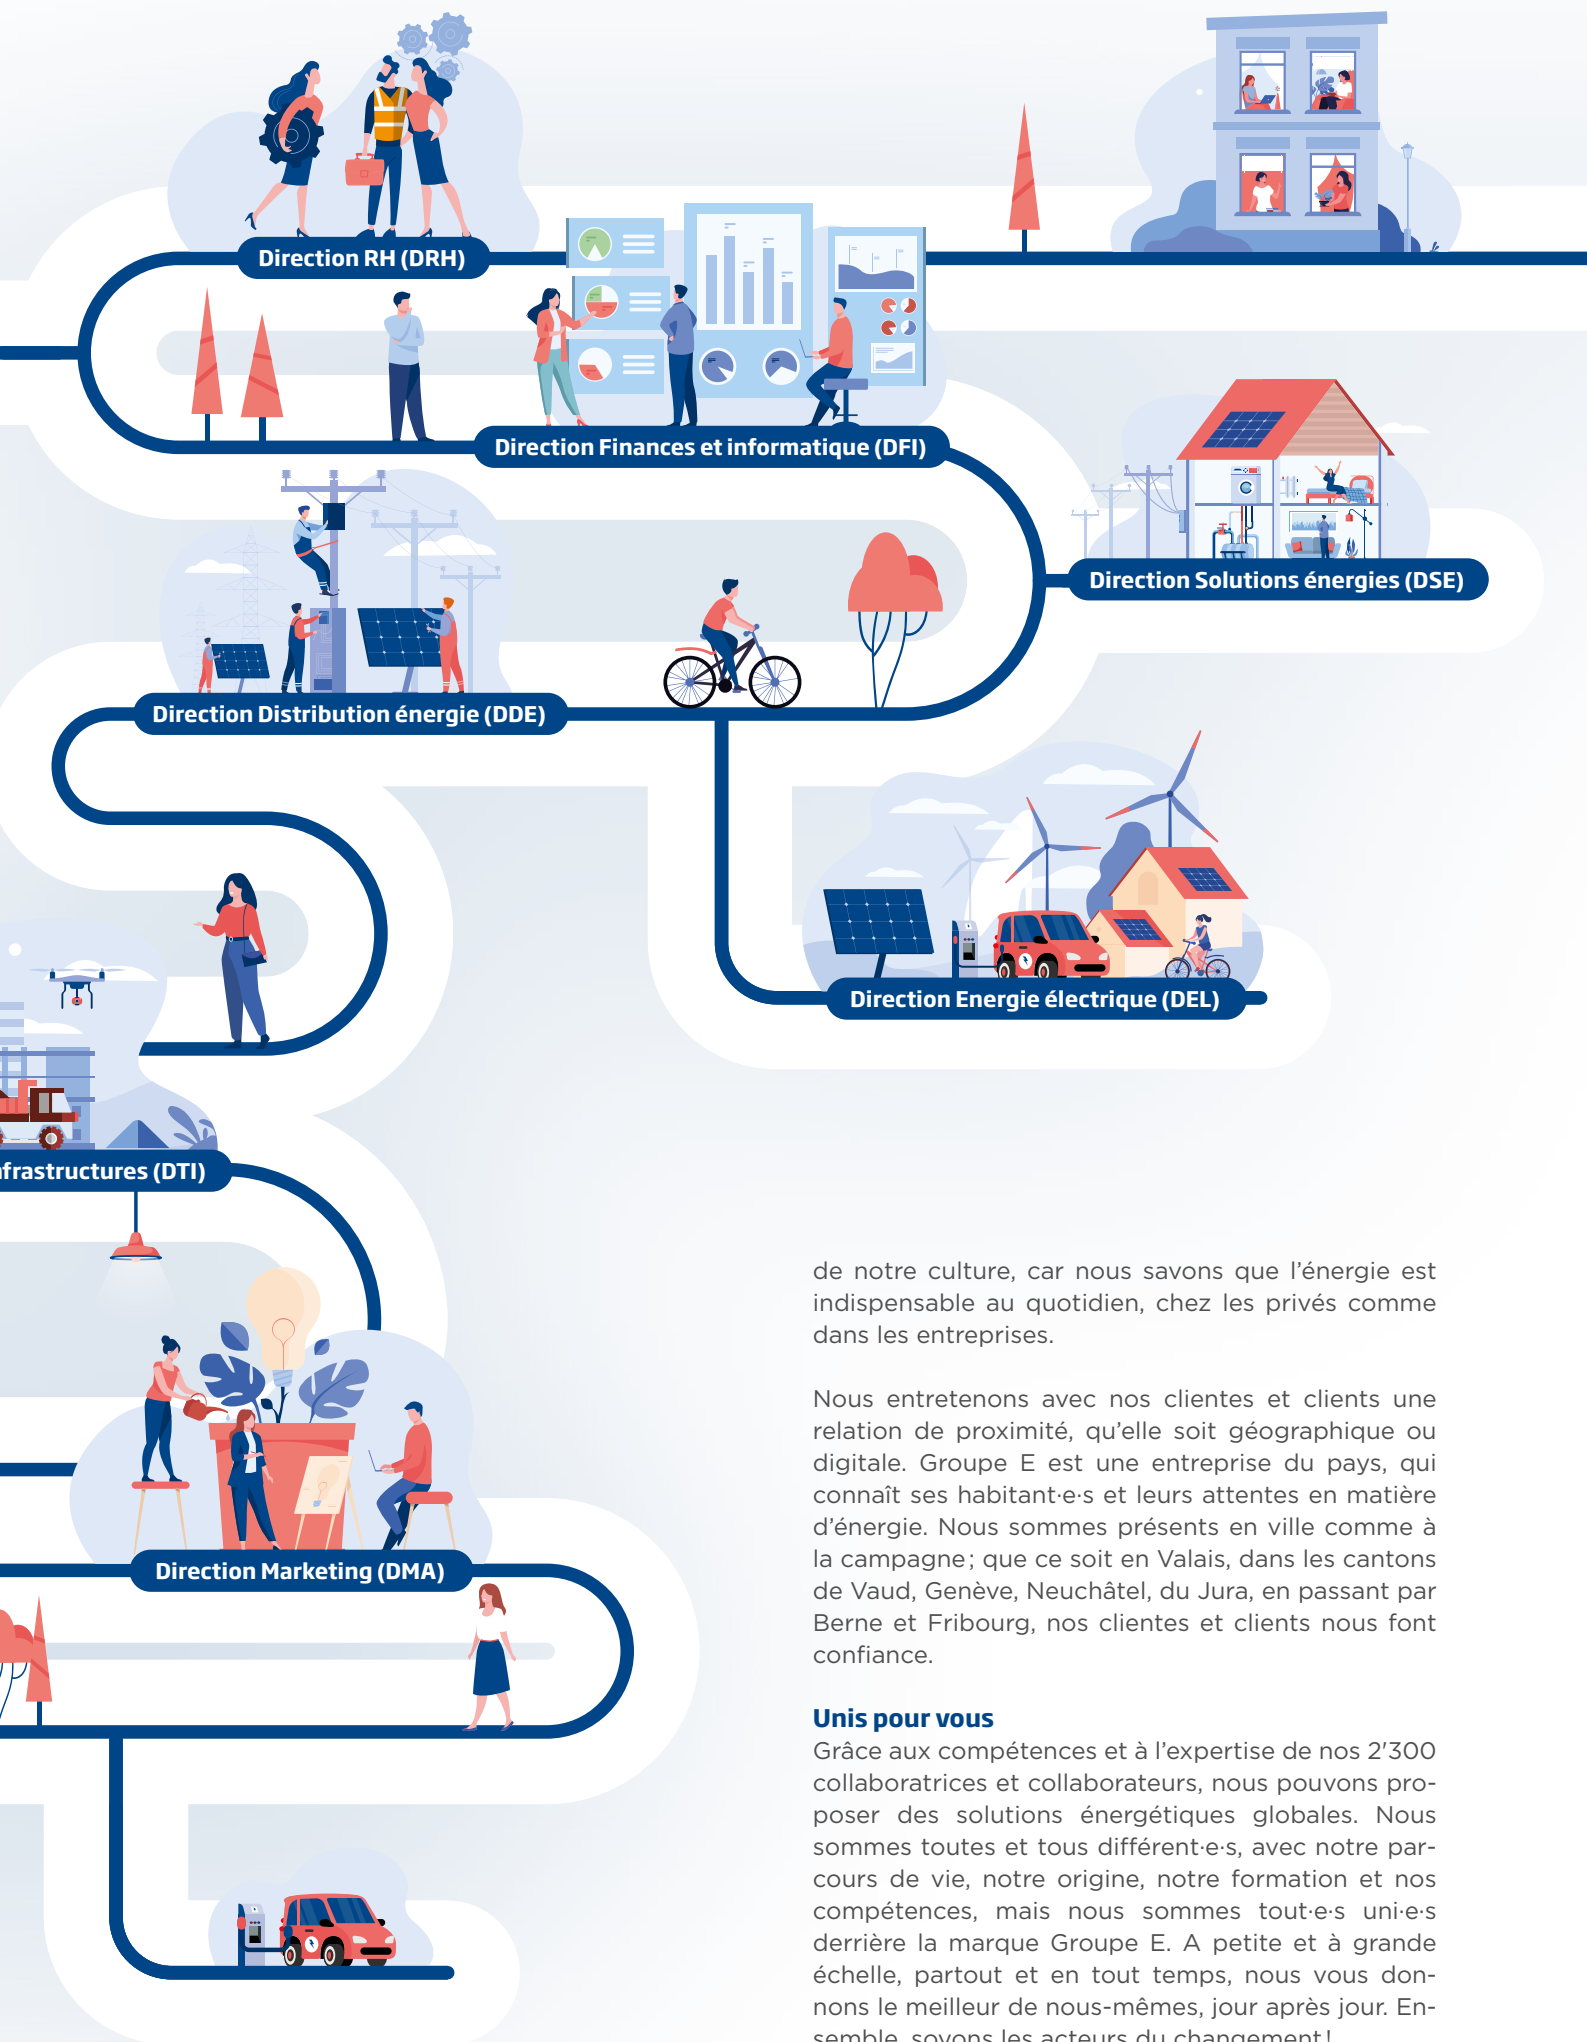 Direction RH (DRH)
Direction Finances et informatique (DFI)
Direction Solutions énergies (DSE)
Direction Distribution énergie (DDE)
Direction Energie électrique (DEL)
(DTI)
Direction Marketing (DMA)
de notre culture, car nous savons que l’énergie est
indispensable au quotidien, chez les privés comme
dans les entreprises.
Nous entretenons avec nos clientes et clients une
relation de proximité, qu’elle soit géographique ou
digitale. Groupe E est une entreprise du pays, qui
connaît ses habitant·e·s et leurs attentes en matière
d’énergie. Nous sommes présents en ville comme à
la campagne ; que ce soit en Valais, dans les cantons
de Vaud, Genève, Neuchâtel, du Jura, en passant par
Berne et Fribourg, nos clientes et clients nous font
confiance.
Unis pour vous
Grâce aux compétences et à l’expertise de nos 2'300
collaboratrices et collaborateurs, nous pouvons pro-
poser des solutions énergétiques globales. Nous
sommes toutes et tous différent·e·s, avec notre par-
cours de vie, notre origine, notre formation et nos
compétences, mais nous sommes tout·e·s uni·e·s
derrière la marque Groupe E. A petite et à grande
échelle, partout et en tout temps, nous vous don-
nons le meilleur de nous-mêmes, jour après jour. En-
semble, soyons les acteurs du changement !